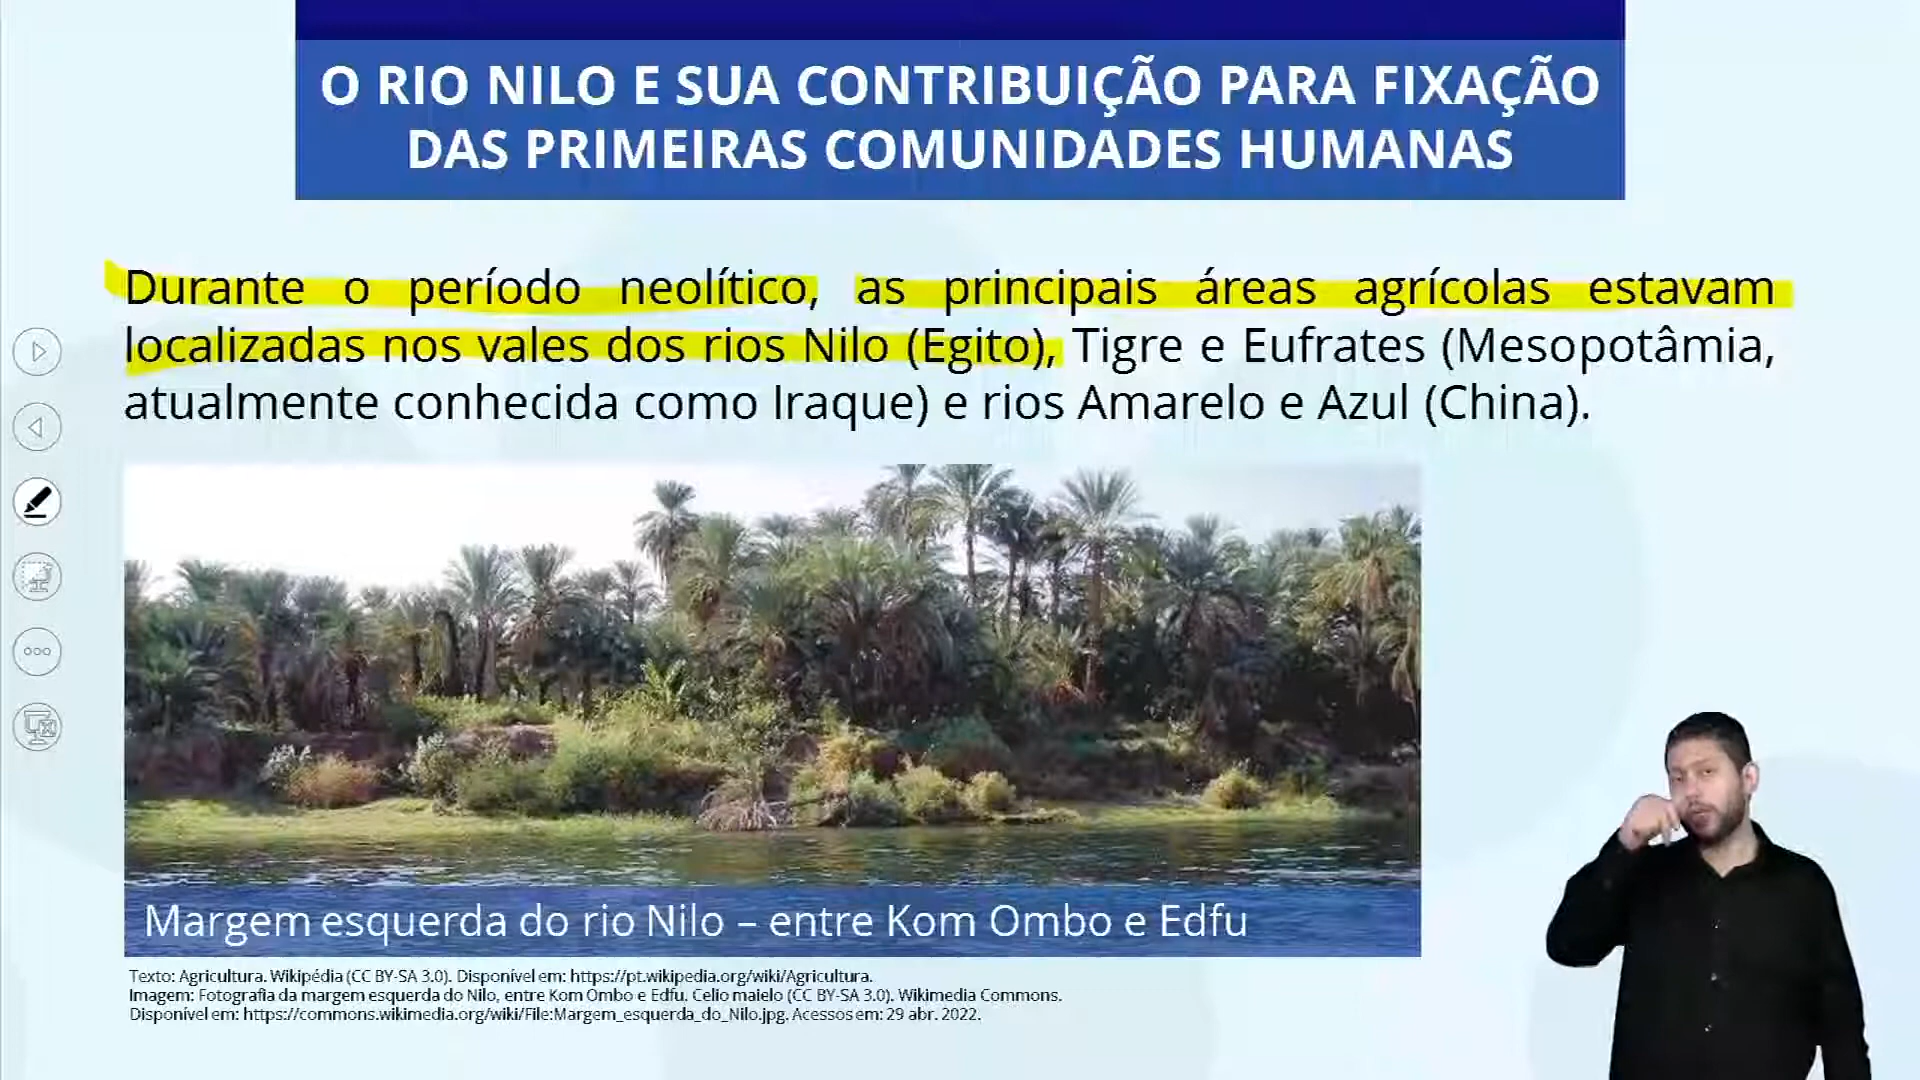 O RIO NILO E SUA CONTRIBUIÇÃO PARA FIXAÇÃO
DAS PRIMEIRAS COMUNIDADES HUMANAS
Durante o período neolítico, as principais áreas agrícolas estavam
localizadas nos vales dos rios Nilo (Egito), Tigre e Eufrates (Mesopotâmia,
atualmente conhecida como Iraque) e rios Amarelo e Azul (China).
Margem esquerda do rio Nilo – entre Kom Ombo e Edfu
Texto: Agricultura. Wikipédia (CC BY-SA 3.0). Disponível em: https://pt.wikipedia.org/wiki/Agricultura.
Imagem: Fotografia da margem esquerda do Nilo, entre Kom Ombo e Edfu. Celio maielo (CC BY-SA 3.0). Wikimedia Commons.
Disponível em: https://commons.wikimedia.org/wiki/File:Margem_esquerda_do_Nilo.jpg. Acessos em: 29 abr. 2022.